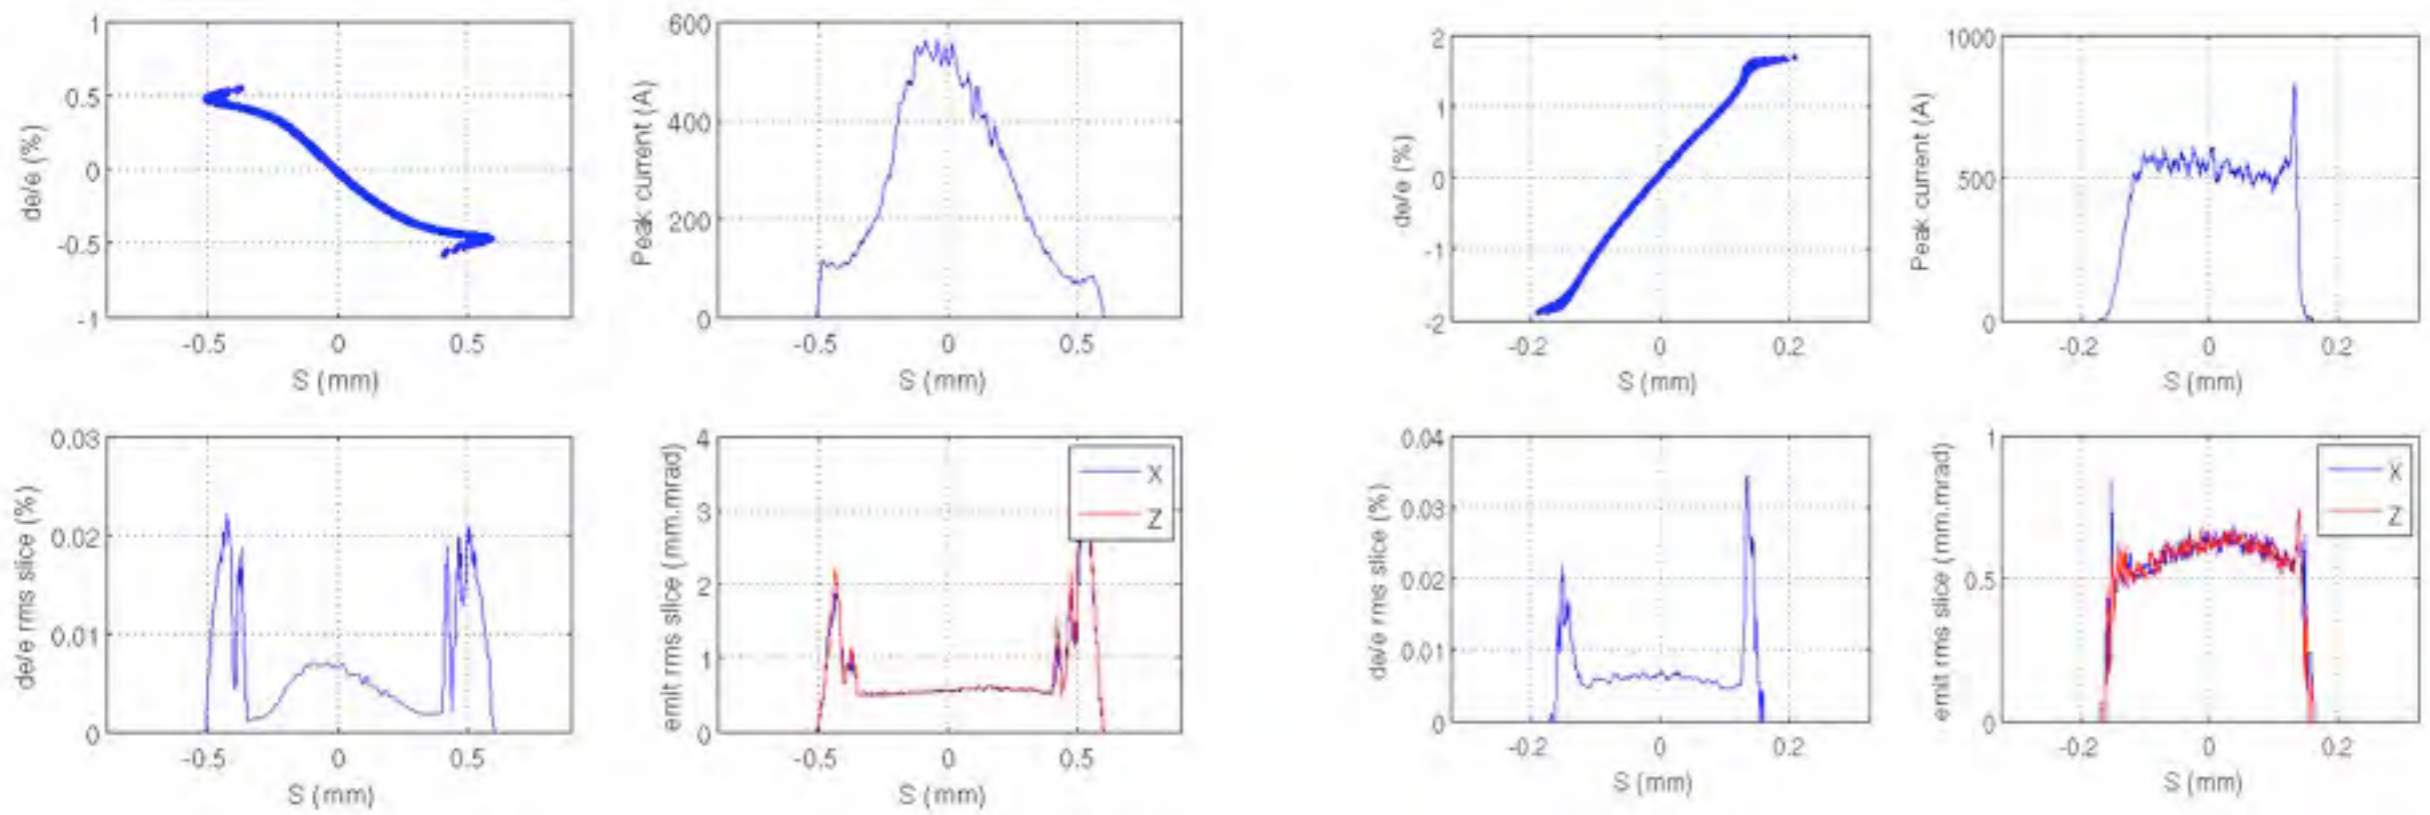 1
0.5
0
-0.5
-1
de/e (%)
-0.5 0 0.5
S (mm)
600
400
200
0
Peak current (A)
-0.5 0 0.5
S (mm)
2
1
0
-1
-2
de/e (%)
-0.2 0 0.2
S (mm)
1000
500
0
Peak current (A)
-0.2 0 0.2
S (mm)
0.03
0.02
0.01
0
de/e rms slice (%)
-0.5 0 0.5
S (mm)
4
3
2
1
0
emit rms slice (mm.mrad)
X
Z
-0.5 0 0.5
S (mm)
0.04
0.03
0.02
0.01
0
de/e rms slice (%)
-0.2 0 0.2
S (mm)
1
0.5
0
emit rms slice (mm.mrad)
X
Z
-0.2 0 0.2
S (mm)